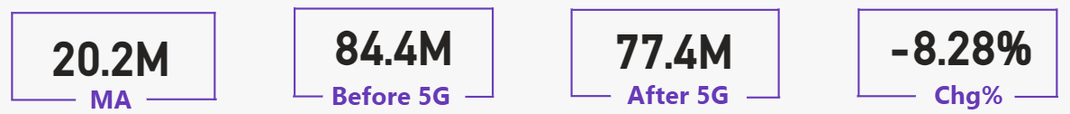 20.2M
MA
84.4M
Before 5G
77.4M
After 5G
-8.28%
Chg%